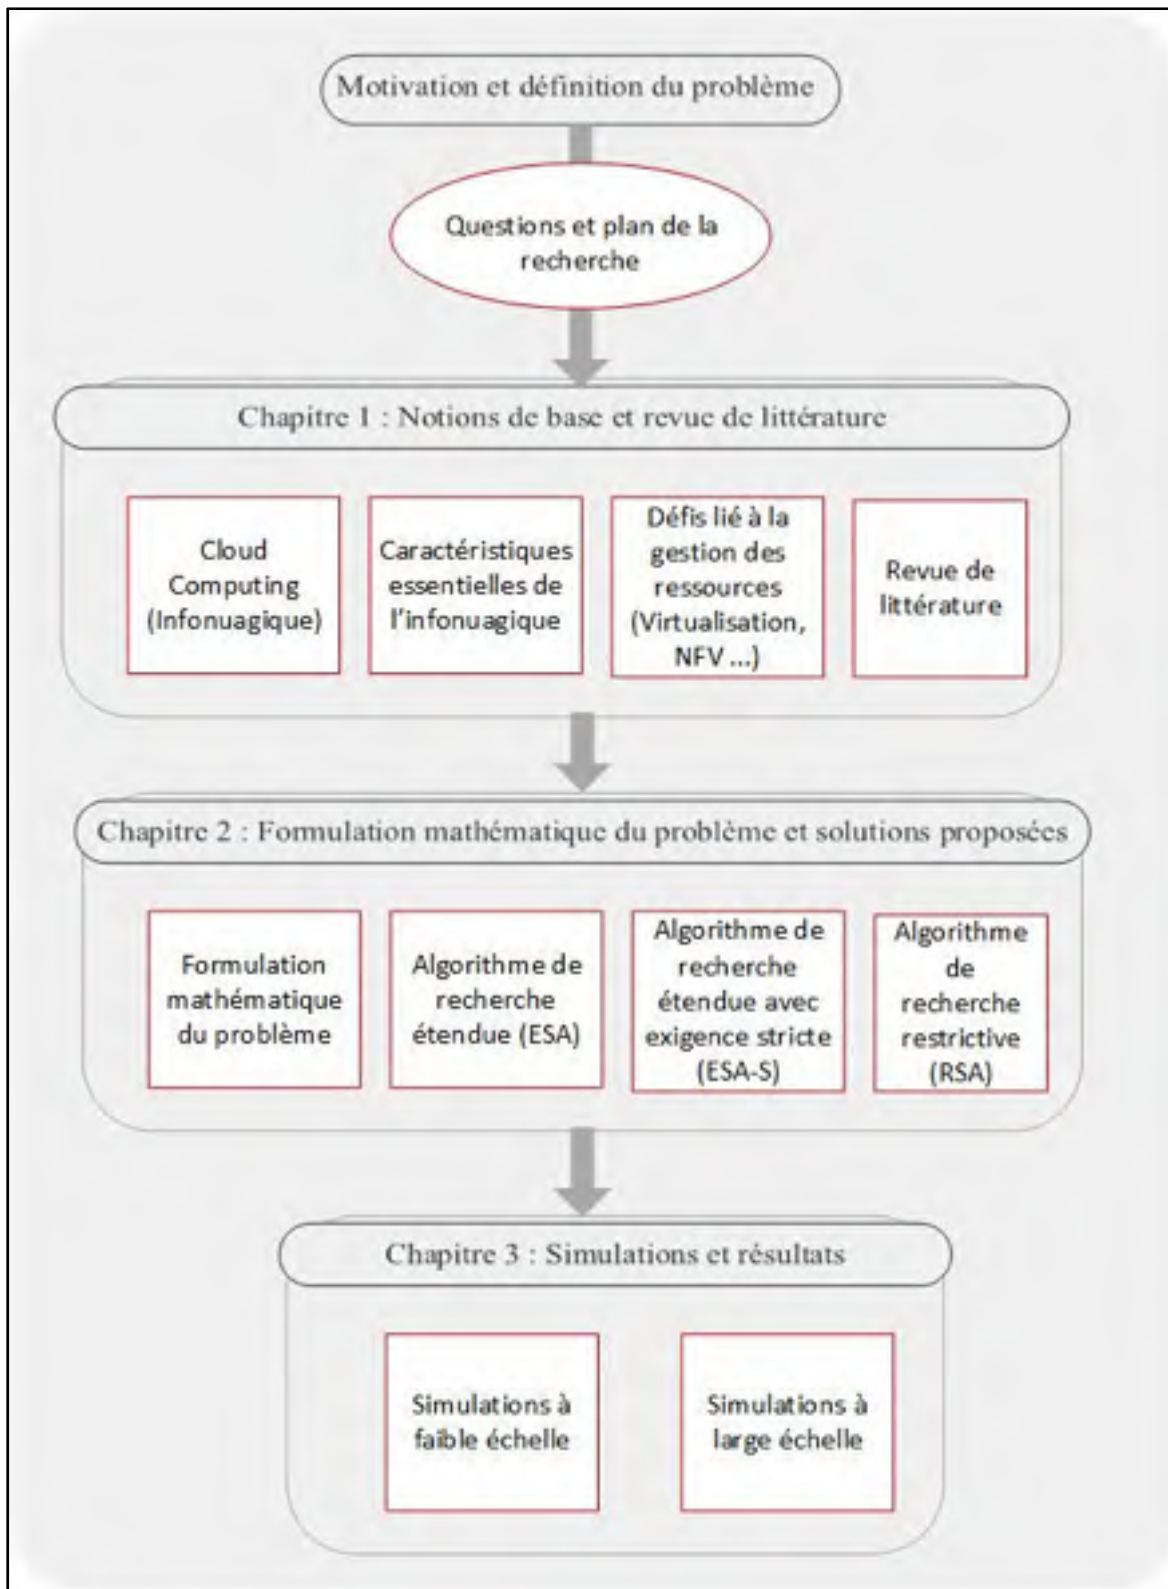 Motivation et définition du problème
Questions et plan de la
recherche
Chapitre 1 : Notions de base et revue de littérature
Cloud
Computing
(Infonuagique)
Caractéristiques
essentielles de
l'infonuagique
Défis lié à la
gestion des
ressources
(Virtualisation,
NFV ...)
Revue de
littérature
Chapitre 2 : Formulation mathématique du problème et solutions proposées
Formulation
mathématique
du problème
Algorithme de
recherche
étendue (ESA)
Algorithme de
recherche
étendue avec
exigence stricte
(ESA-S)
Algorithme
de
recherche
restrictive
(RSA)
Chapitre 3 : Simulations et résultats
Simulations à
faible échelle
Simulations à
large échelle